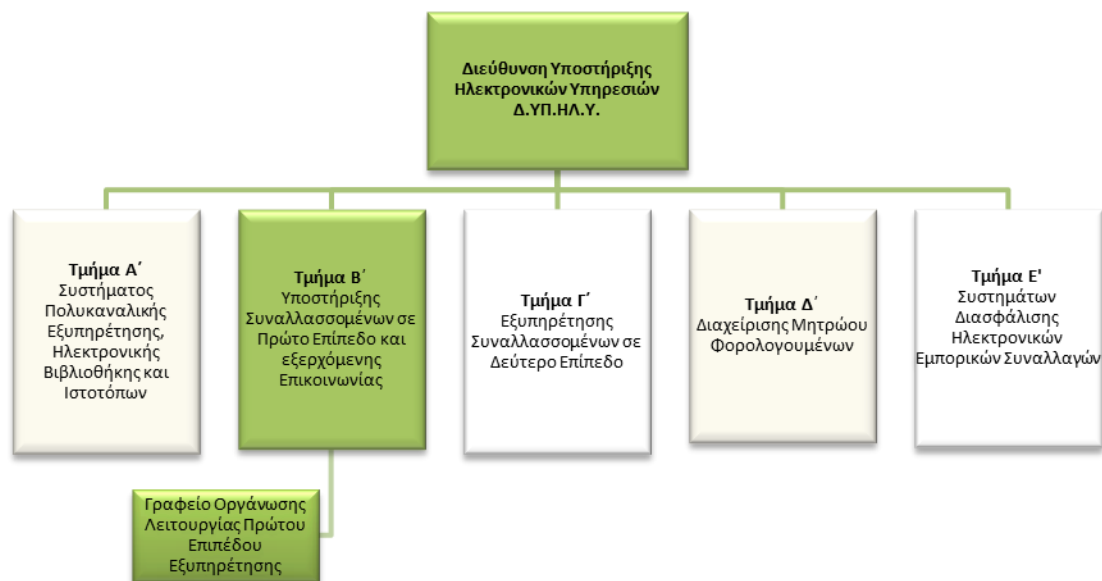 Διεύθυνση Υποστήριξης
Ηλεκτρονικών Υπηρεσιών
Δ.ΥΠ.ΗΛ.Υ.
Τμήμα Α΄
Συστήματος
Πολυκαναλικής
Εξυπηρέτησης,
Ηλεκτρονικής
Βιβλιοθήκης και
Ιστοτόπων
Τμήμα Β΄
Υποστήριξης
Συναλλασσομένων σε
Πρώτο Επίπεδο και
εξερχόμενης
Επικοινωνίας
Τμήμα Γ΄
Εξυπηρέτησης
Συναλλασσομένων σε
Δεύτερο Επίπεδο
Τμήμα Δ΄
Διαχείρισης Μητρώου
Φορολογουμένων
Τμήμα Ε'
Συστημάτων
Διασφάλισης
Ηλεκτρονικών
Εμπορικών Συναλλαγών
Γραφείο Οργάνωσης
Λειτουργίας Πρώτου
Επιπέδου
Εξυπηρέτησης